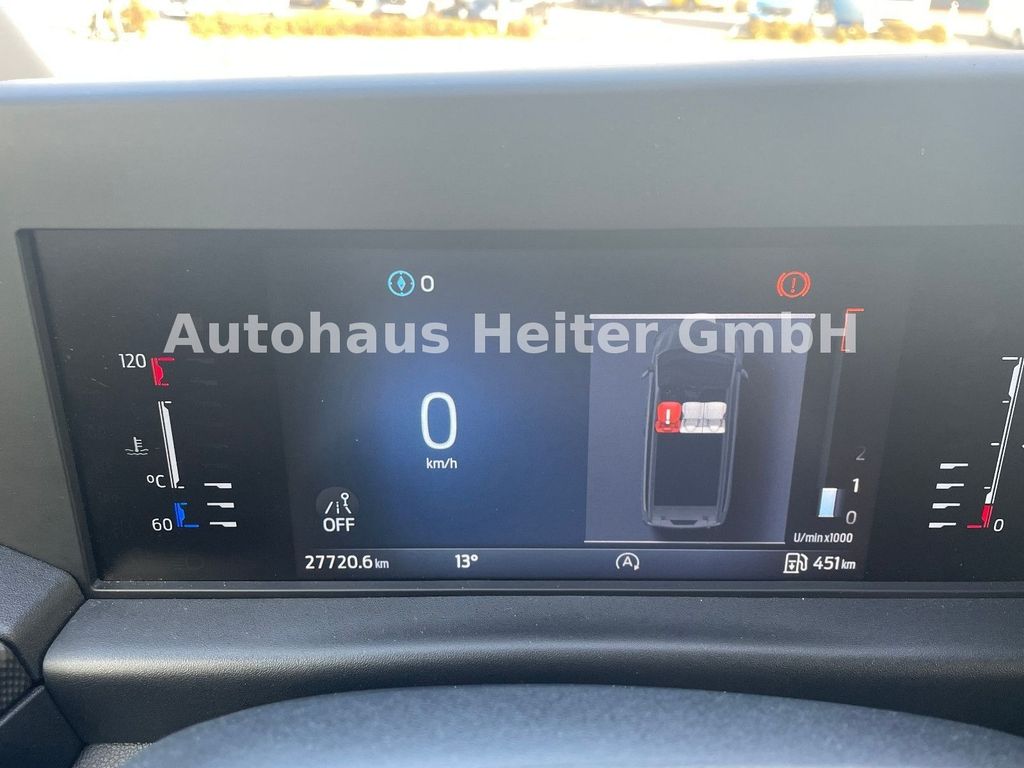 O
Autohaus Heiter GmbH
120
0
km/h
°C
60
OFF
2
1
0
U/min x1000
0
27720.6 km
13°
A
451 km